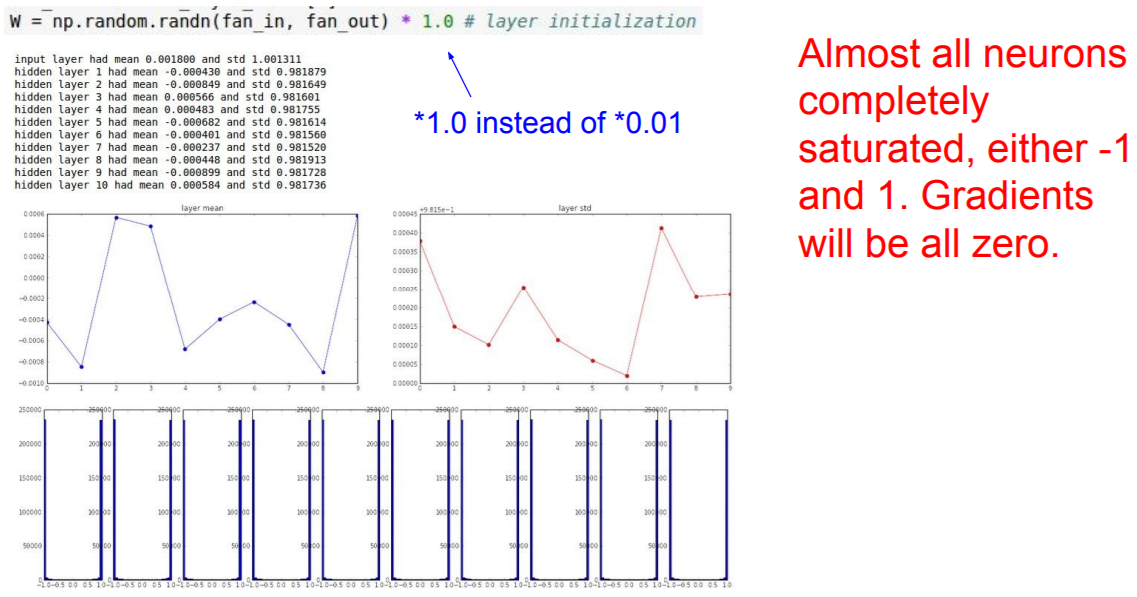 W = np.random.randn(fan_in, fan_out) * 1.0 # layer initialization
input layer had mean 0.001800 and std 1.001311
hidden layer 1 had mean -0.000430 and std 0.981879
hidden layer 2 had mean -0.000849 and std 0.981649
hidden layer 3 had mean 0.000566 and std 0.981601
hidden layer 4 had mean 0.000483 and std 0.981755
hidden layer 5 had mean -0.000682 and std 0.981614
hidden layer 6 had mean -0.000401 and std 0.981560
hidden layer 7 had mean -0.000237 and std 0.981520
hidden layer 8 had mean -0.000448 and std 0.981913
hidden layer 9 had mean -0.000899 and std 0.981728
hidden layer 10 had mean 0.000584 and std 0.981736
*1.0 instead of *0.01
Almost all neurons
completely
saturated, either -1
and 1. Gradients
will be all zero.
layer mean
0.0006
0.0004
0.0002
0.0000
−0.0002
−0.0004
−0.0006
−0.0008
−0.0010
0 1 2 3 4 5 6 7 8 9
layer std
+9.815e−1
0.00045
0.00040
0.00035
0.00030
0.00025
0.00020
0.00015
0.00010
0.00005
0.00000
0 1 2 3 4 5 6 7 8 9
250000
200000
150000
100000
50000
0
−1.0 −0.5 0.0 0.5 1.0